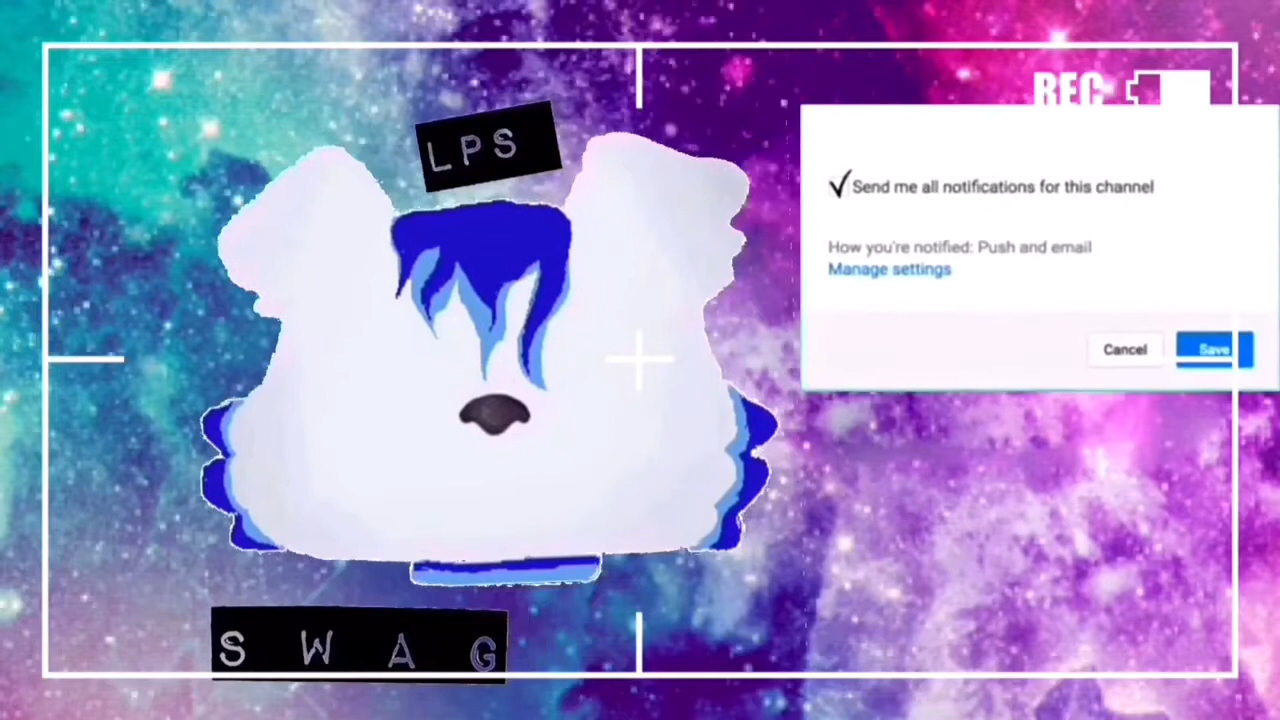 LPS
REC
Send me all notifications for this channel
How you're notified: Push and email
Manage settings
Cancel
Save
S W A G